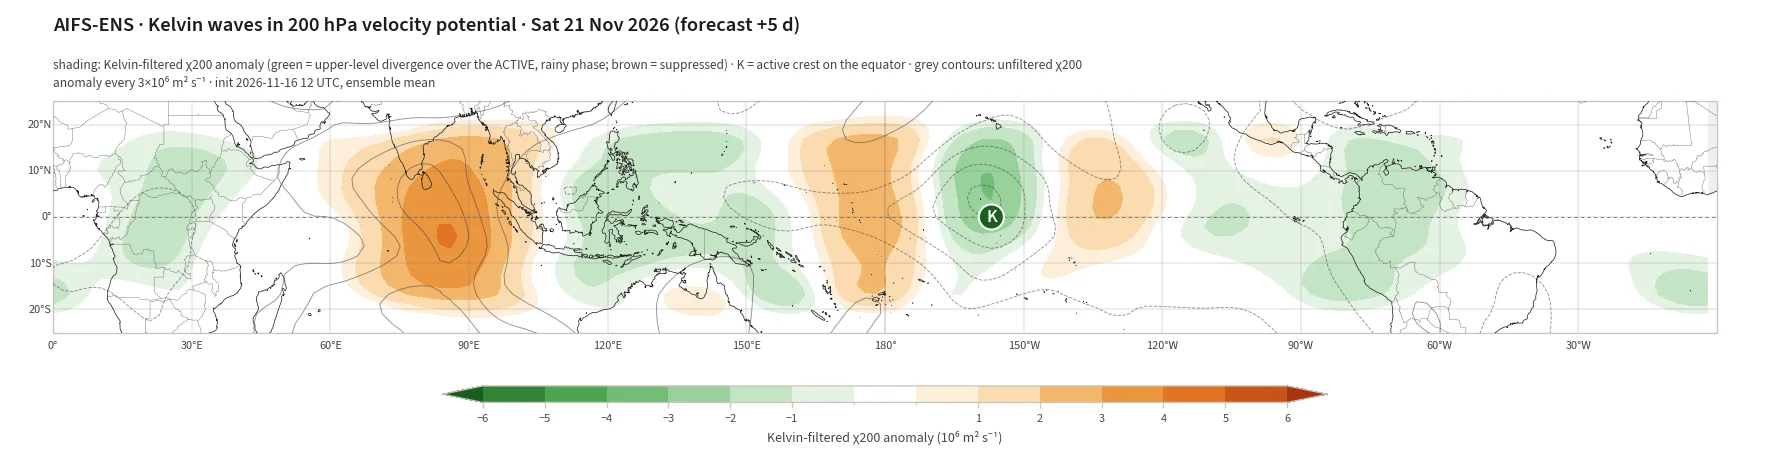 AIFS-ENS · Kelvin waves in 200 hPa velocity potential · Sat 21 Nov 2026 (forecast +5 d)
shading: Kelvin-filtered χ200 anomaly (green = upper-level divergence over the ACTIVE, rainy phase; brown = suppressed) · K = active crest on the equator · grey contours: unfiltered χ200
anomaly every 3×10⁶ m² s⁻¹ · init 2026-11-16 12 UTC, ensemble mean
20°N
10°N
0°
10°S
20°S
K
0° 30°E 60°E 90°E 120°E 150°E 180° 150°W 120°W 90°W 60°W 30°W
−6 −5 −4 −3 −2 −1 1 2 3 4 5 6
Kelvin-filtered χ200 anomaly (10⁶ m² s⁻¹)